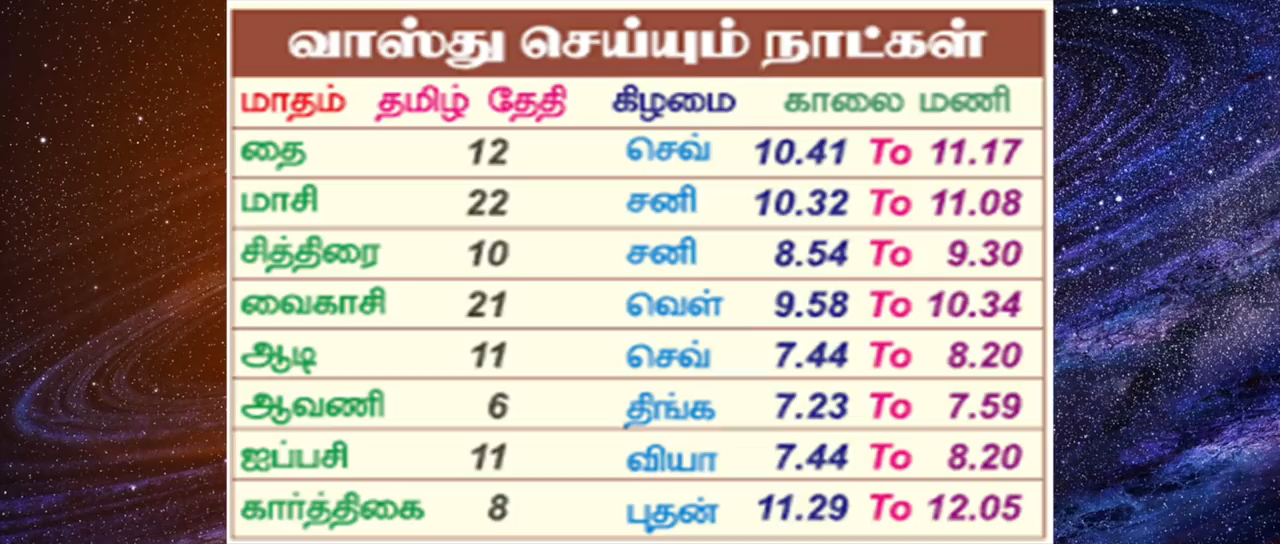 வாஸ்து செய்யும் நாட்கள்
மாதம் தமிழ் தேதி கிழமை காலை மணி
தை 12 செவ் 10.41 To 11.17
மாசி 22 சனி 10.32 To 11.08
சித்திரை 10 சனி 8.54 To 9.30
வைகாசி 21 வெள் 9.58 To 10.34
ஆடி 11 செவ் 7.44 To 8.20
ஆவணி 6 திங்க 7.23 To 7.59
ஐப்பசி 11 வியா 7.44 To 8.20
கார்த்திகை 8 புதன் 11.29 To 12.05